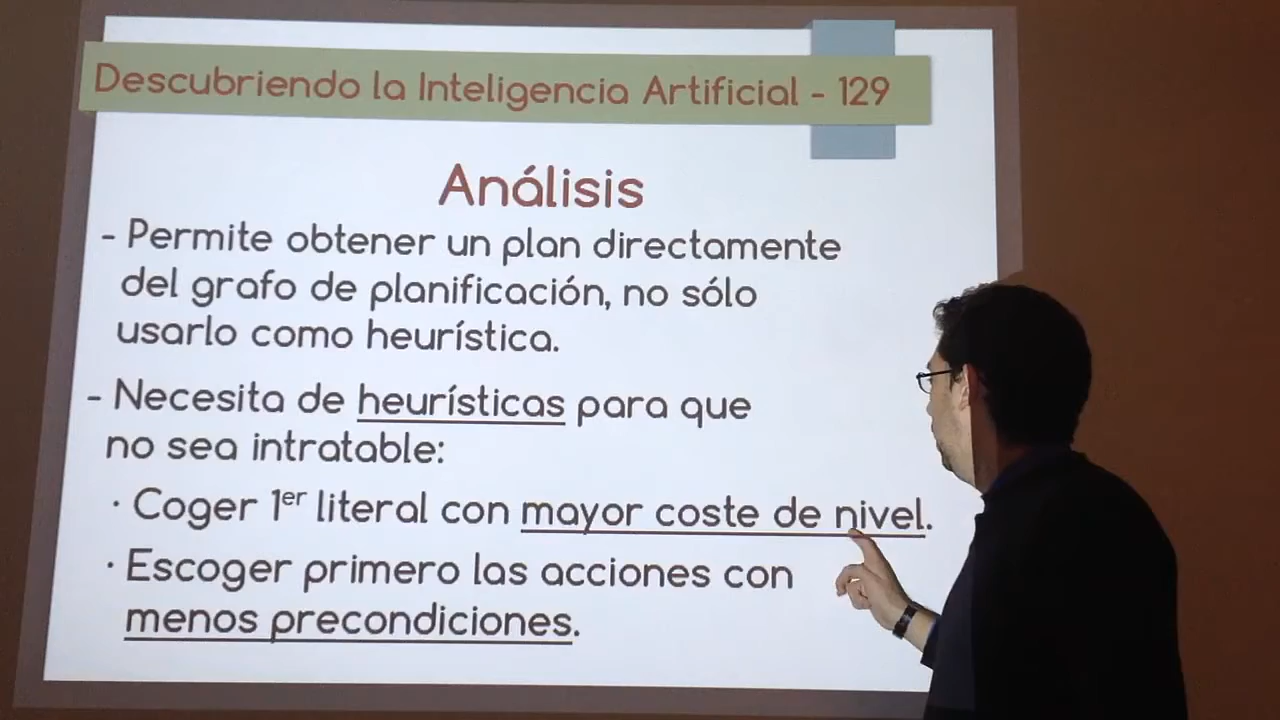 Descubriendo la Inteligencia Artificial - 129
Análisis
- Permite obtener un plan directamente
del grafo de planificación, no sólo
usarlo como heurística.
- Necesita de heurísticas para que
no sea intratable:
· Coger 1er literal con mayor coste de nivel.
· Escoger primero las acciones con
menos precondiciones.